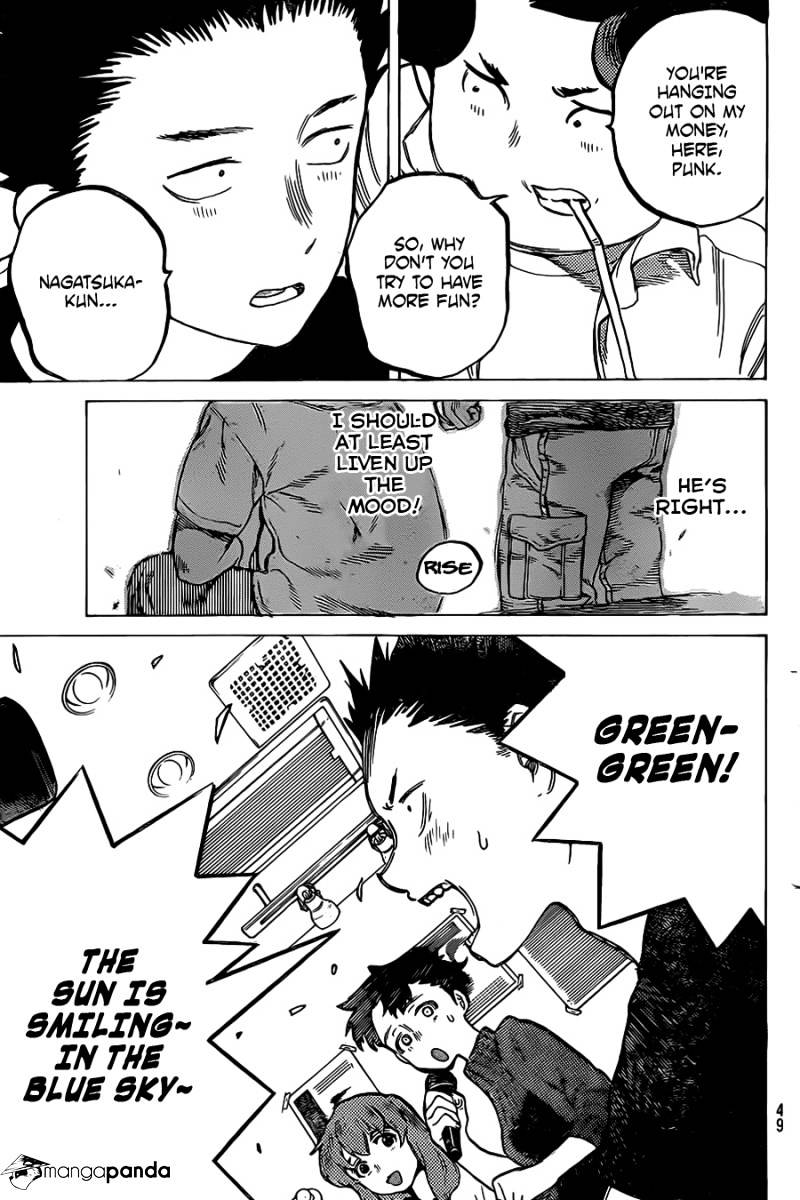 YOU'RE
HANGING
OUT ON MY
MONEY,
HERE,
PUNK.
SO, WHY
DON'T YOU
TRY TO HAVE
MORE FUN?
NAGATSUKA-
KUN...
HE'S
RIGHT...
RISE
I SHOULD
AT LEAST
LIVEN UP
THE
MOOD!
GREEN~
GREEN!
THE
SUN IS
SMILING~
IN THE
BLUE SKY~
49
mangapanda